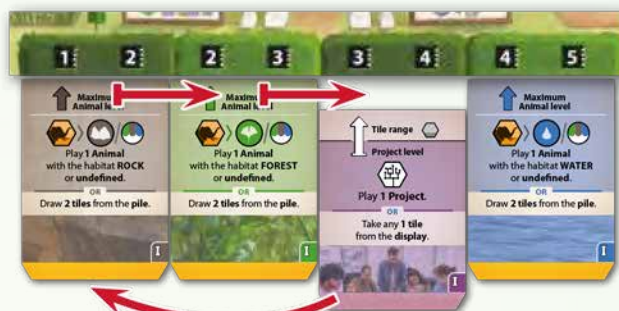 1 2 2 3 3 4 4 5
Maximum
Animal level
Play 1 Animal
with the habitat ROCK
or undefined.
OR
Draw 2 tiles from the pile.
I
Maximum
Animal level
Play 1 Animal
with the habitat FOREST
or undefined.
OR
Draw 2 tiles from the pile.
I
Tile range
Project level
Play 1 Project.
OR
Take any 1 tile
from the display.
I
Maximum
Animal level
Play 1 Animal
with the habitat WATER
or undefined.
OR
Draw 2 tiles from the pile.
I